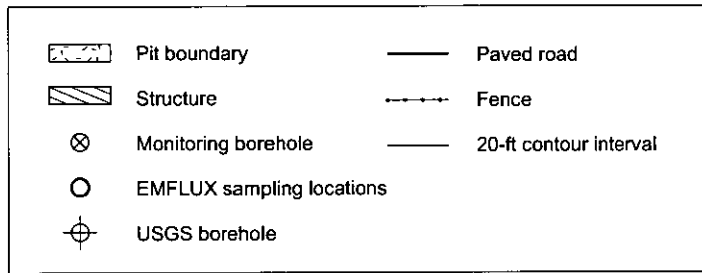 Pit boundary
Paved road
Structure
Fence
Monitoring borehole
20-ft contour interval
EMFLUX sampling locations
USGS borehole